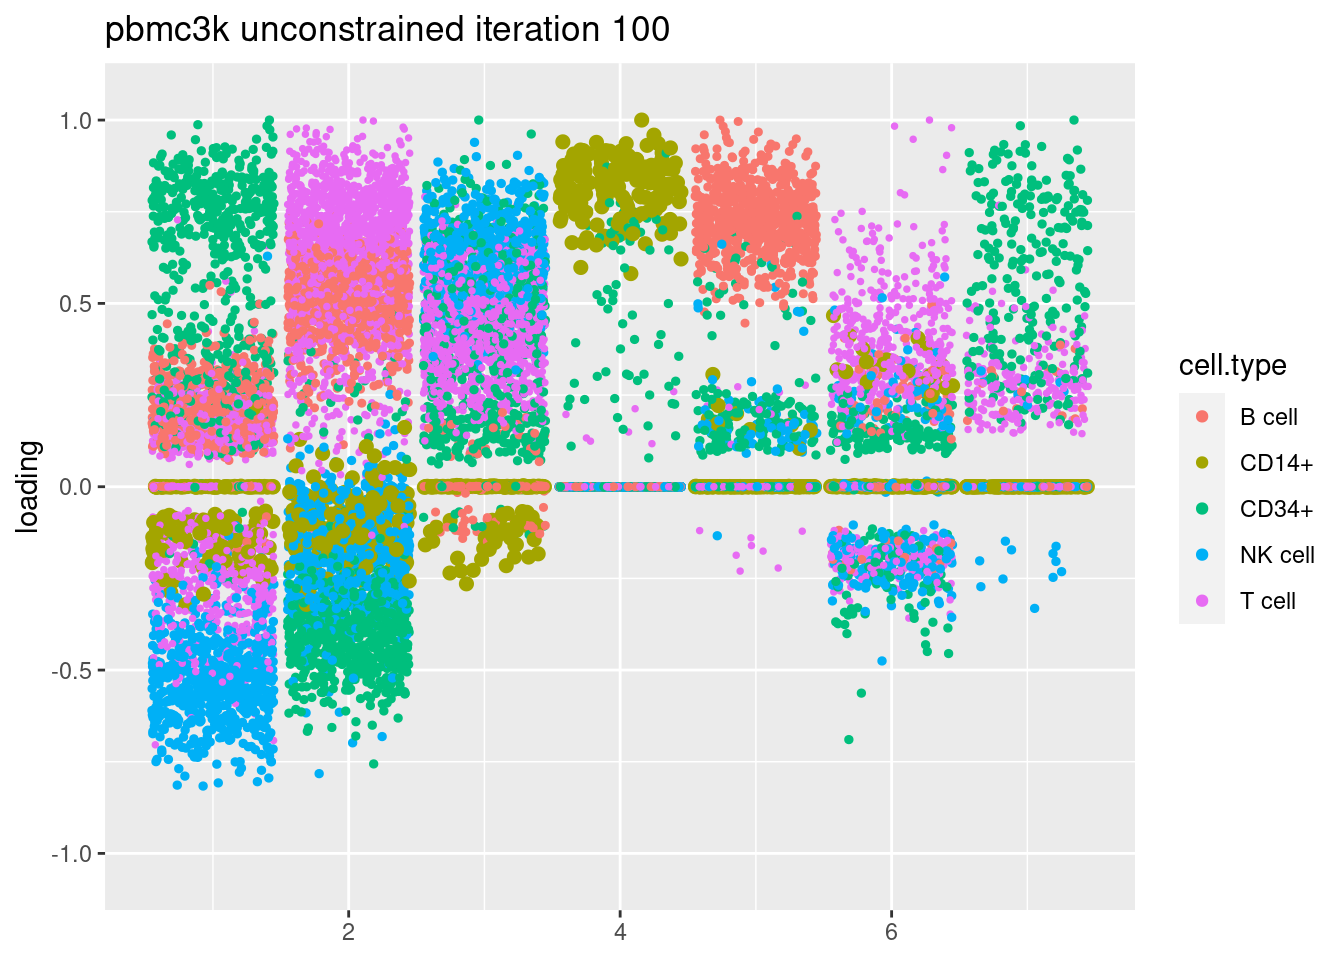 pbmc3k unconstrained iteration 100
loading
1.0
0.5
0.0
-0.5
-1.0
2
4
6
cell.type
B cell
CD14+
CD34+
NK cell
T cell